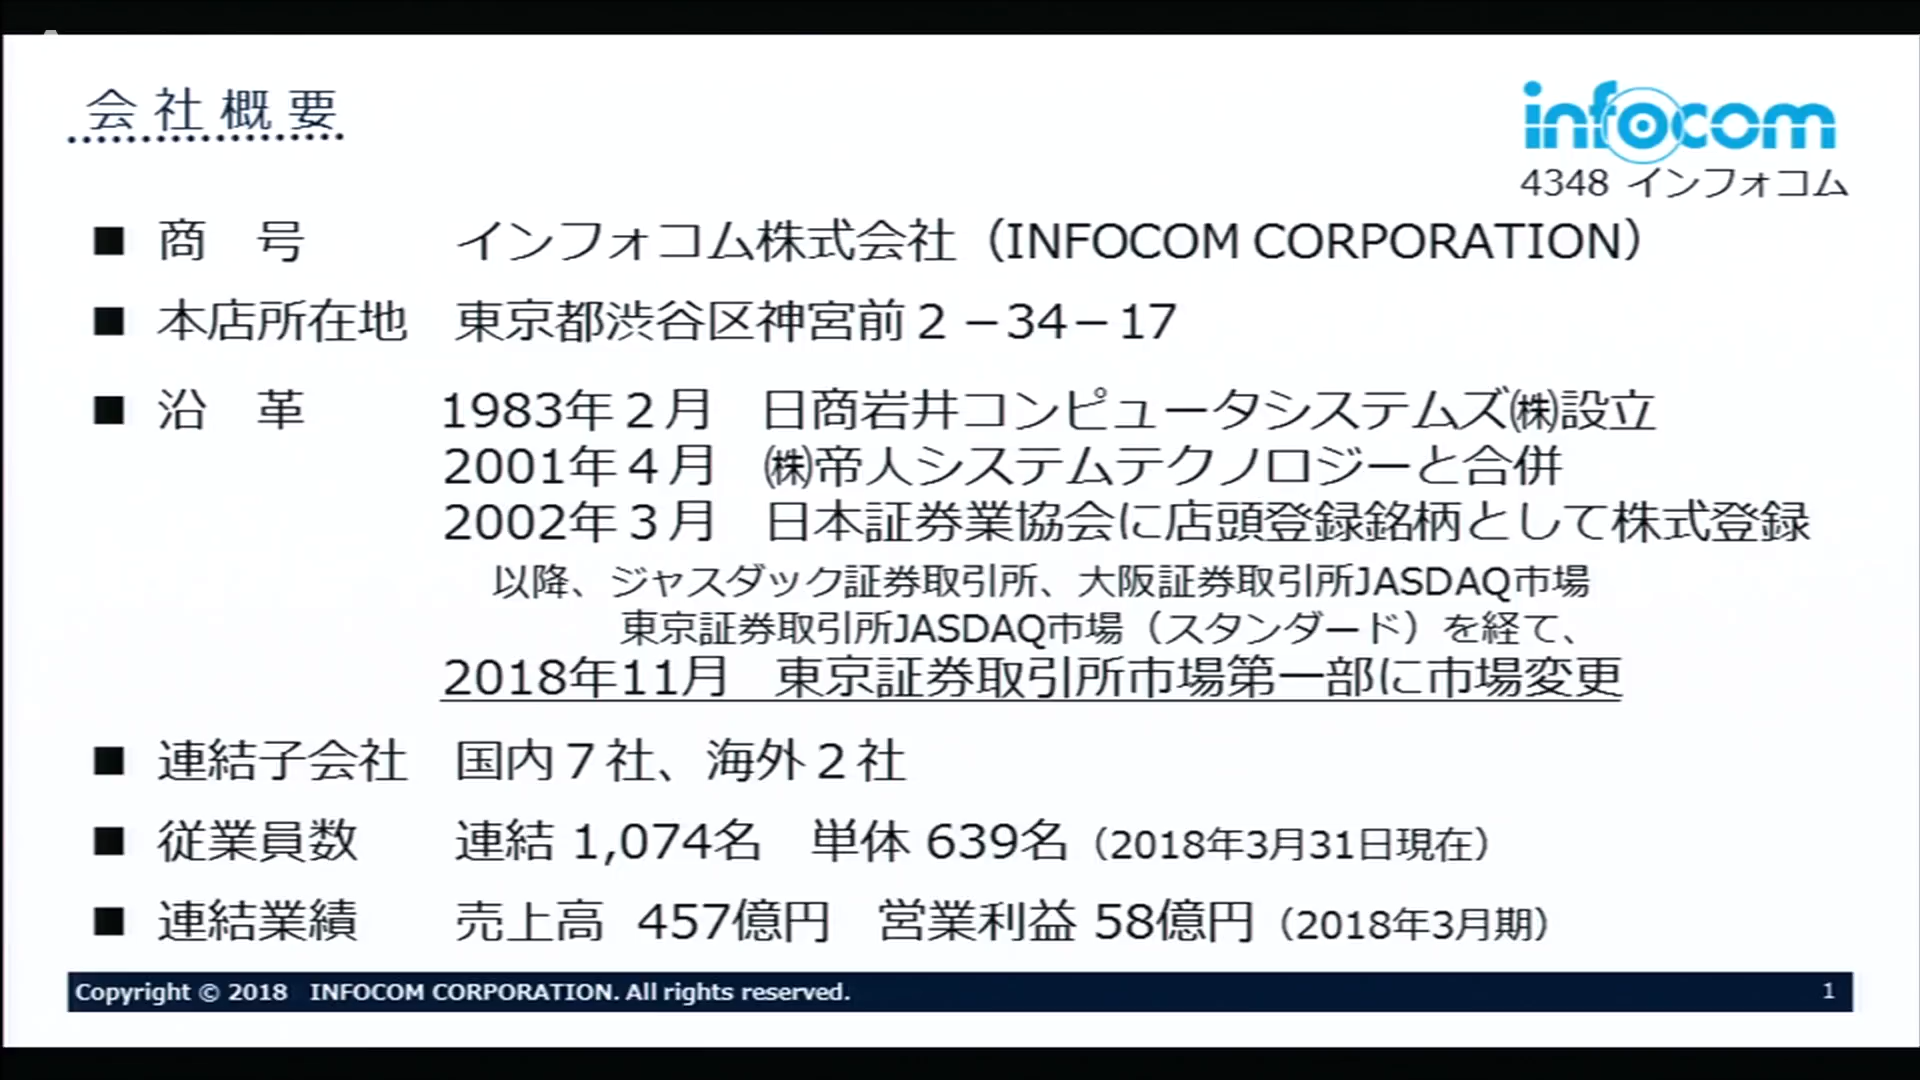 会社概要
infocom
4348 インフォコム
■ 商　号　インフォコム株式会社（INFOCOM CORPORATION）
■ 本店所在地　東京都渋谷区神宮前２－34－17
■ 沿　革　1983年２月　日商岩井コンピュータシステムズ㈱設立
2001年４月　㈱帝人システムテクノロジーと合併
2002年３月　日本証券業協会に店頭登録銘柄として株式登録
以降、ジャスダック証券取引所、大阪証券取引所JASDAQ市場
東京証券取引所JASDAQ市場（スタンダード）を経て、
2018年11月　東京証券取引所市場第一部に市場変更
■ 連結子会社　国内７社、海外２社
■ 従業員数　連結 1,074名　単体 639名（2018年3月31日現在）
■ 連結業績　売上高 457億円　営業利益 58億円（2018年3月期）
Copyright © 2018 INFOCOM CORPORATION. All rights reserved. 1